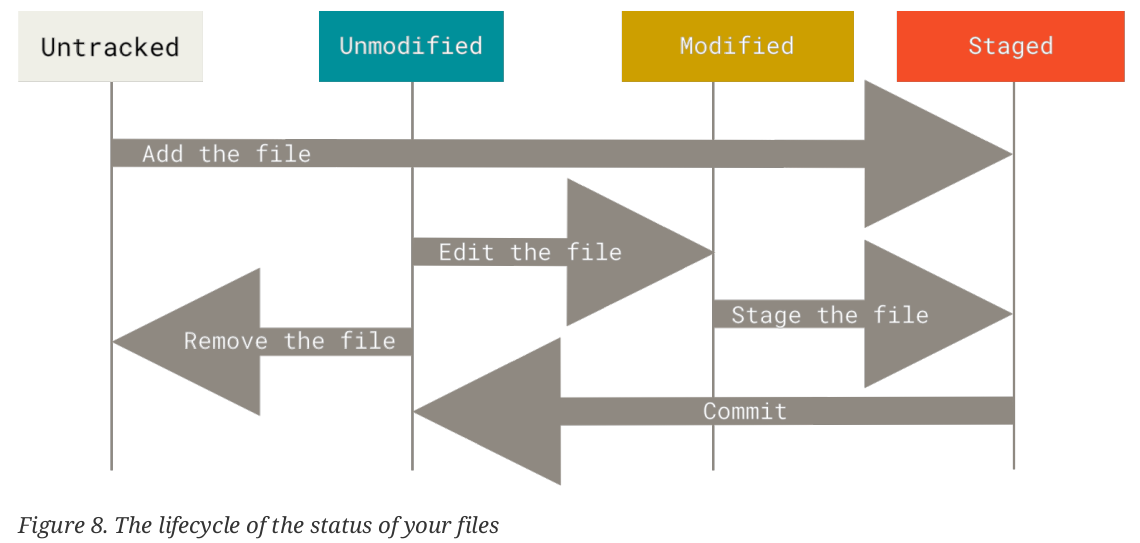 Untracked
Unmodified
Modified
Staged
Add the file
Edit the file
Stage the file
Remove the file
Commit
Figure 8. The lifecycle of the status of your files